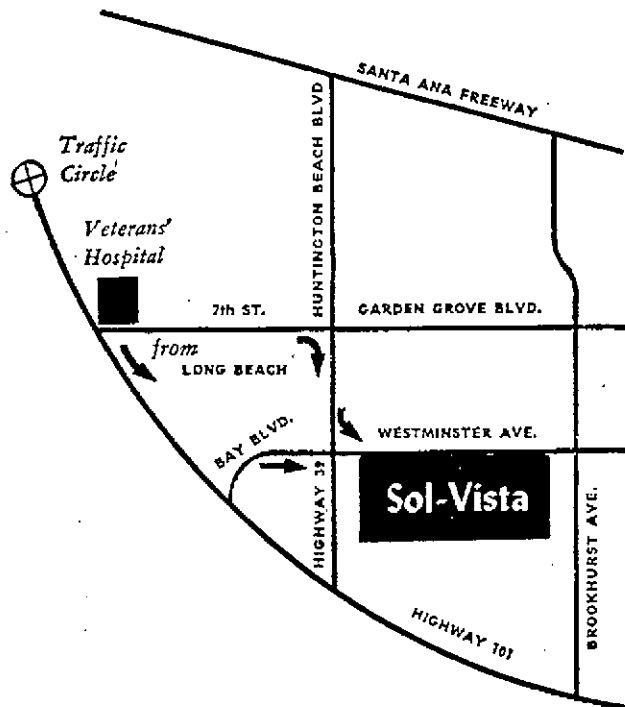 SANTA ANA FREEWAY
HUNTINGTON BEACH BLVD
Traffic
Circle
Veterans'
Hospital
7th ST.
GARDEN GROVE BLVD.
from
LONG BEACH
BAY BLVD.
WESTMINSTER AVE.
HIGHWAY 39
Sol-Vista
BROOKHURST AVE.
HIGHWAY 101